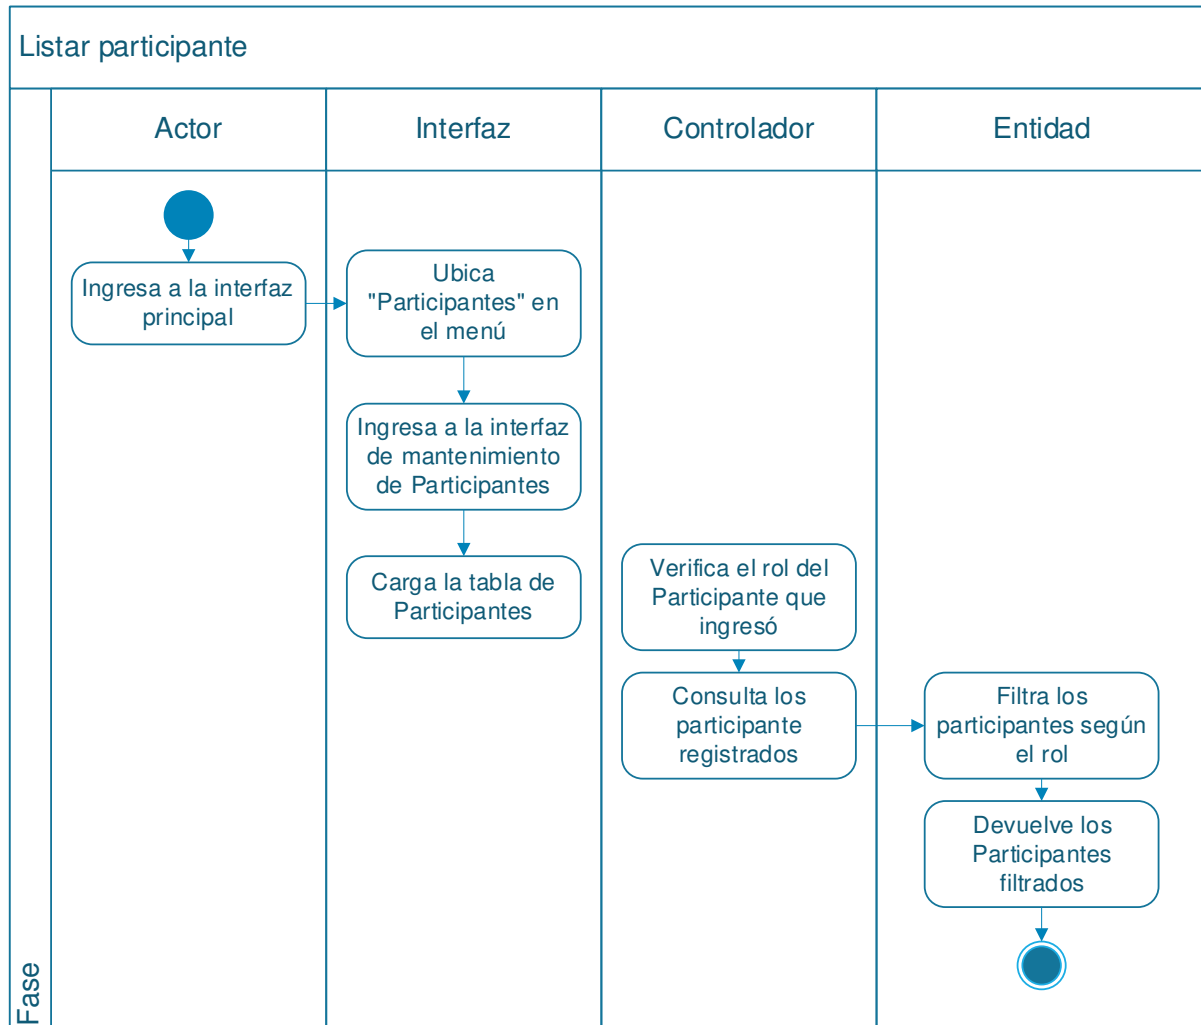 Listar participante
Actor
Interfaz
Controlador
Entidad
Ingresa a la interfaz
principal
Ubica
"Participantes" en
el menú
Ingresa a la interfaz
de mantenimiento
de Participantes
Carga la tabla de
Participantes
Verifica el rol del
Participante que
ingresó
Consulta los
participante
registrados
Filtra los
participantes según
el rol
Devuelve los
Participantes
filtrados
Fase